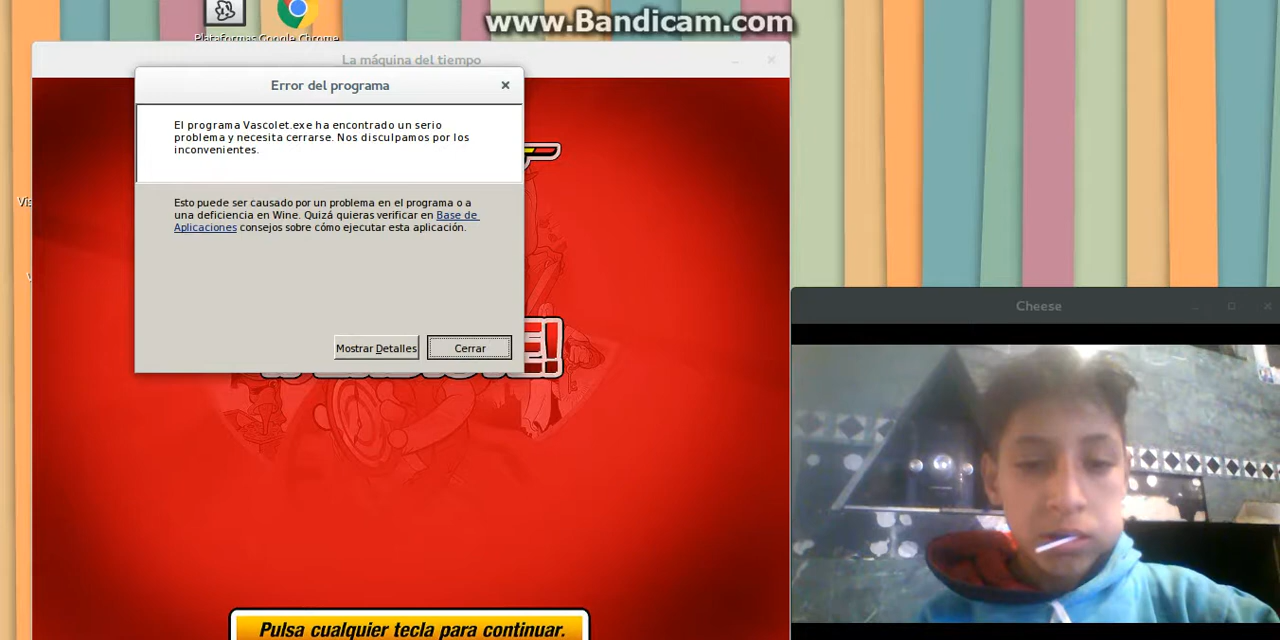 www.Bandicam.com
Plataformas Google Chrome
La máquina del tiempo
Error del programa
El programa Vascolet.exe ha encontrado un serio
problema y necesita cerrarse. Nos disculpamos por los
inconvenientes.
Esto puede ser causado por un problema en el programa o a
una deficiencia en Wine. Quizá quieras verificar en Base de
Aplicaciones consejos sobre cómo ejecutar esta aplicación.
Mostrar Detalles
Cerrar
Cheese
Pulsa cualquier tecla para continuar.